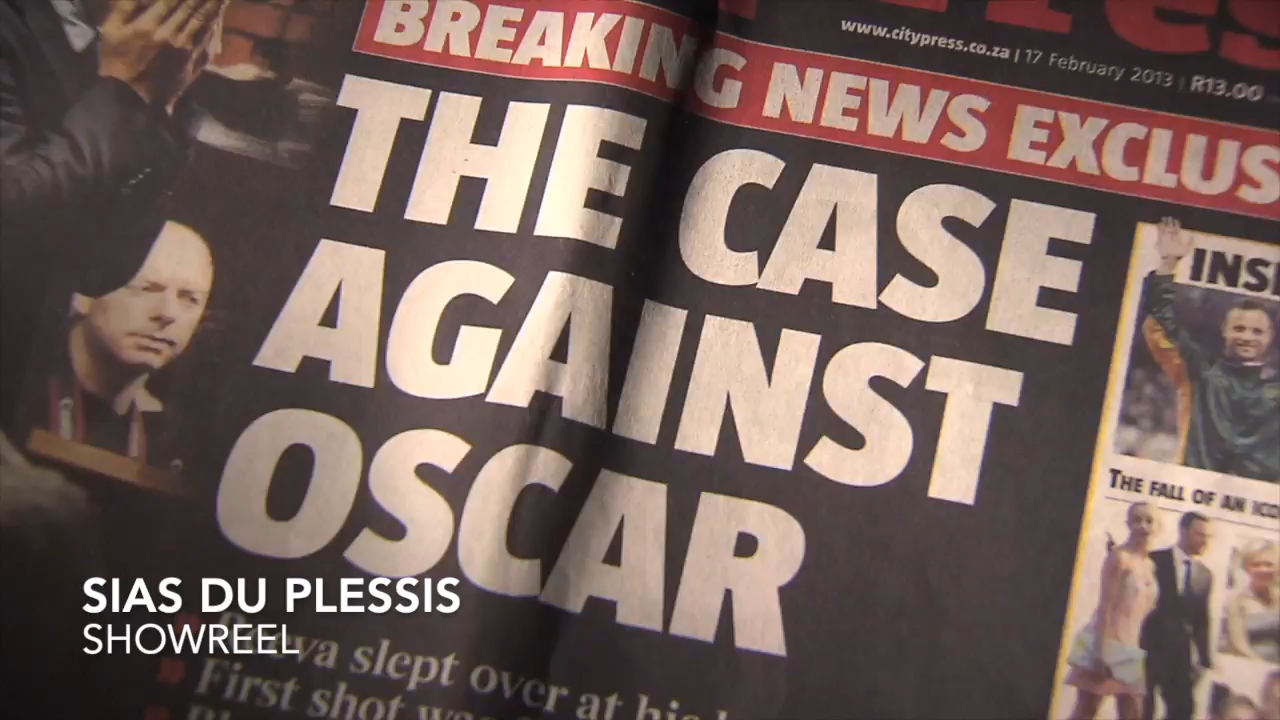 www.citypress.co.za | 17 February 2013 | R13.00
BREAKING NEWS EXCLUS
THE CASE
AGAINST
OSCAR
INSI
THE FALL OF AN ICO
SIAS DU PLESSIS
SHOWREEL
slept over at his
First shot